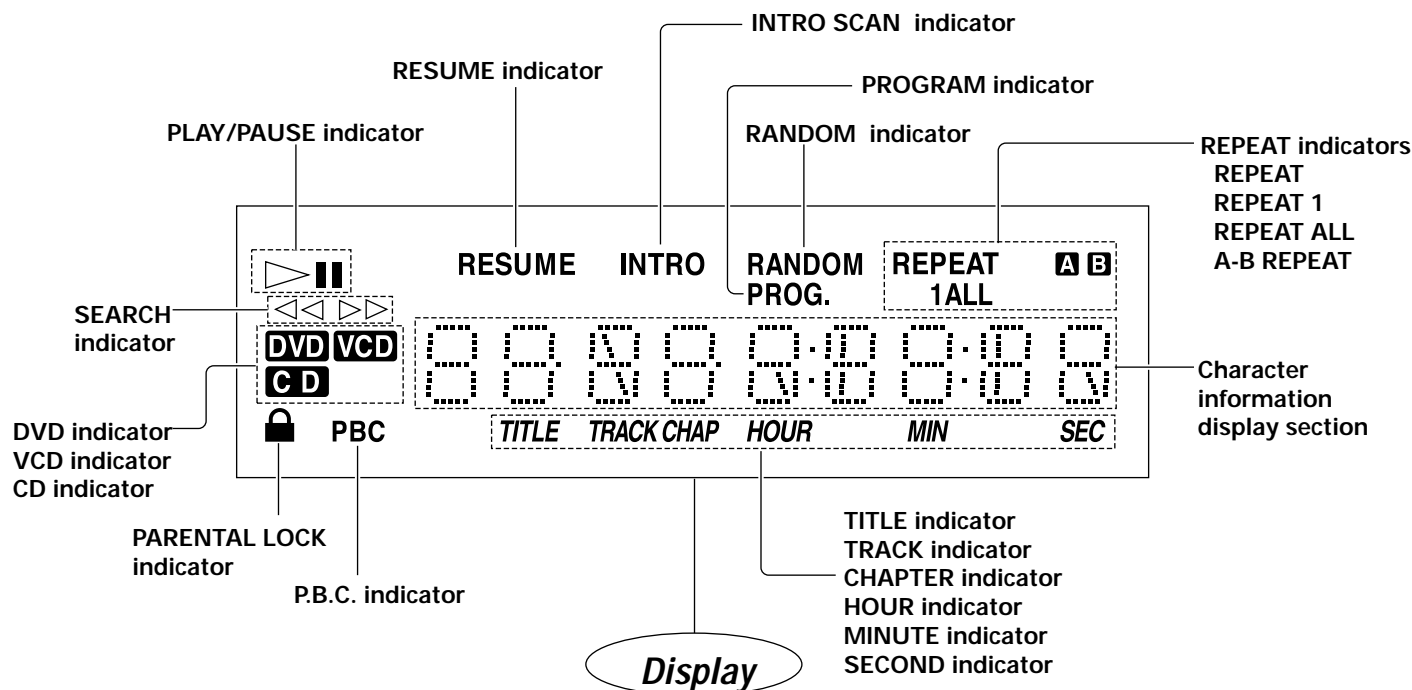 INTRO SCAN indicator
RESUME indicator
PROGRAM indicator
PLAY/PAUSE indicator
RANDOM indicator
REPEAT indicators
REPEAT
REPEAT 1
REPEAT ALL
A-B REPEAT
RESUME INTRO RANDOM REPEAT A B
PROG. 1ALL
SEARCH
indicator
DVD VCD
CD
Character
information
display section
PBC TITLE TRACK CHAP HOUR MIN SEC
DVD indicator
VCD indicator
CD indicator
PARENTAL LOCK
indicator
P.B.C. indicator
TITLE indicator
TRACK indicator
CHAPTER indicator
HOUR indicator
MINUTE indicator
SECOND indicator
Display